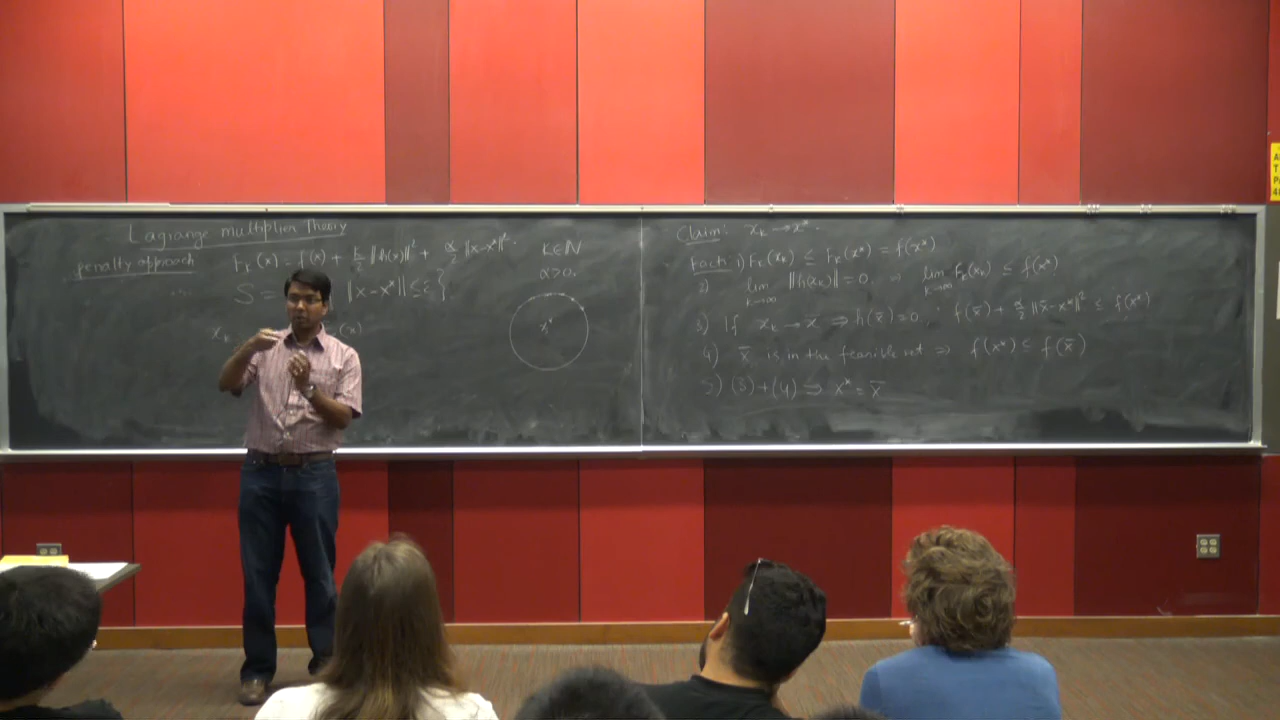 Lagrange multiplier Theory
penalty approach F_k(x) = f(x) + k/2 ‖h(x)‖² + α/2 ‖x-x*‖². k∈ℕ
α>0.
S = ‖x-x*‖ ≤ ε }.
x_k (x)
x*
Claim: x_k → x*.
Fact: 1) F_k(x_k) ≤ F_k(x*) = f(x*)
2) lim k→∞ ‖h(x_k)‖ = 0. lim k→∞ F_k(x_k) ≤ f(x*)
3) If x_k → x̄ ⇒ h(x̄) = 0. f(x̄) + α/2 ‖x̄-x*‖² ≤ f(x*)
4) x̄ is in the feasible set ⇒ f(x*) ≤ f(x̄)
5) (3)+(4) ⇒ x* = x̄